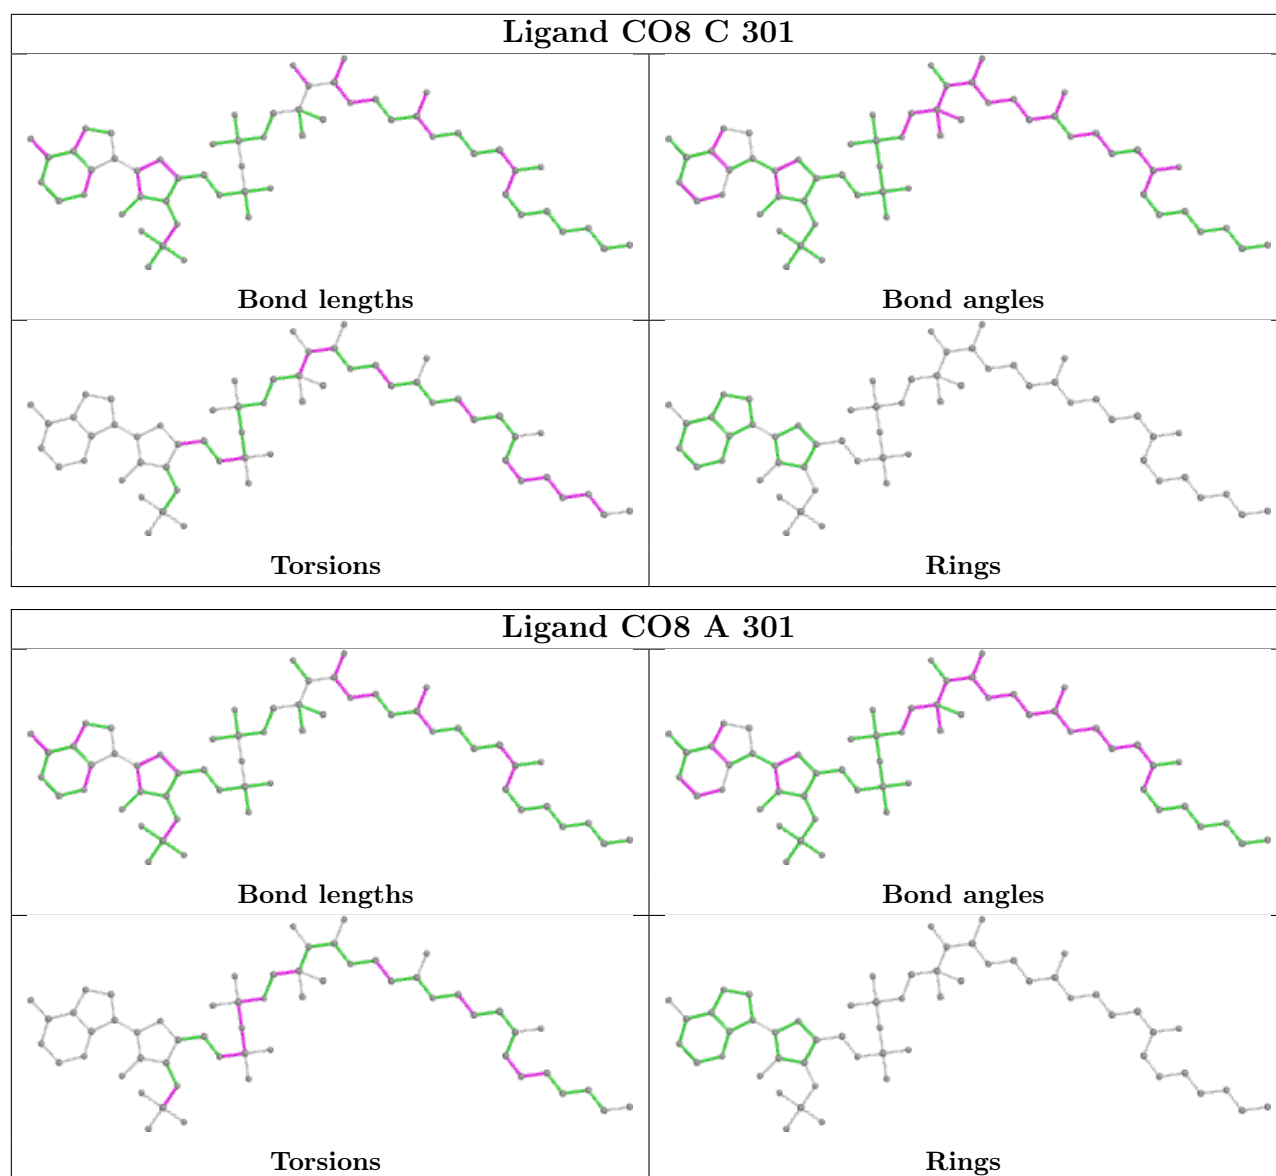 Ligand CO8 C 301
Bond lengths
Bond angles
Torsions
Rings
Ligand CO8 A 301
Bond lengths
Bond angles
Torsions
Rings